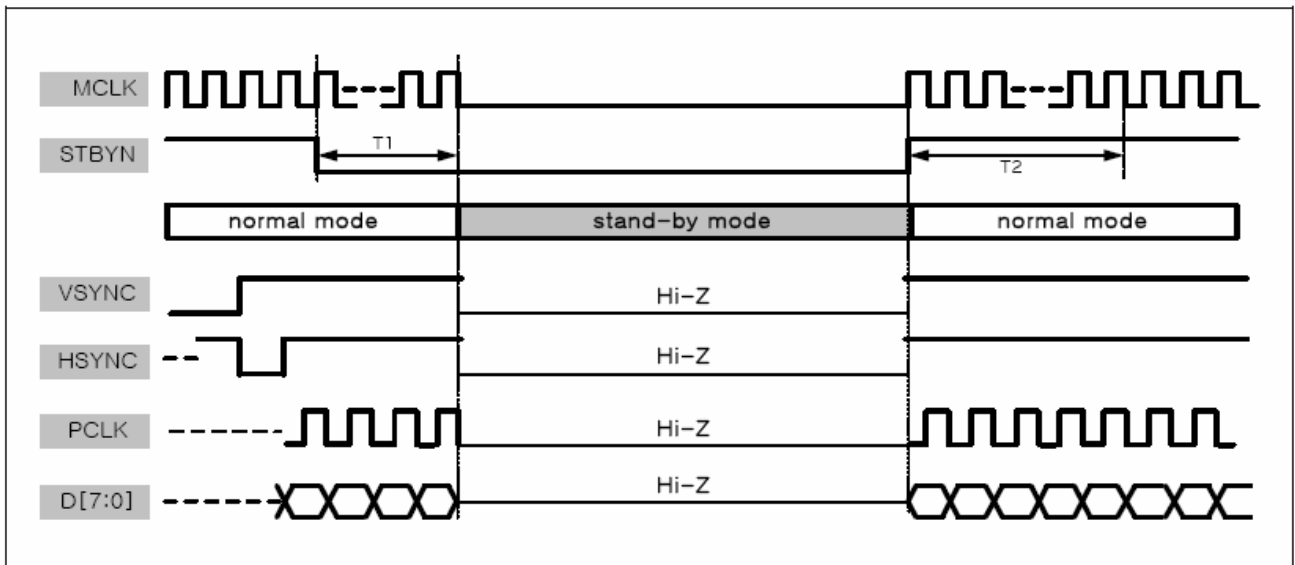 MCLK
STBYN
T1
T2
normal mode
stand-by mode
normal mode
VSYNC
Hi-Z
HSYNC
Hi-Z
PCLK
Hi-Z
D[7:0]
Hi-Z